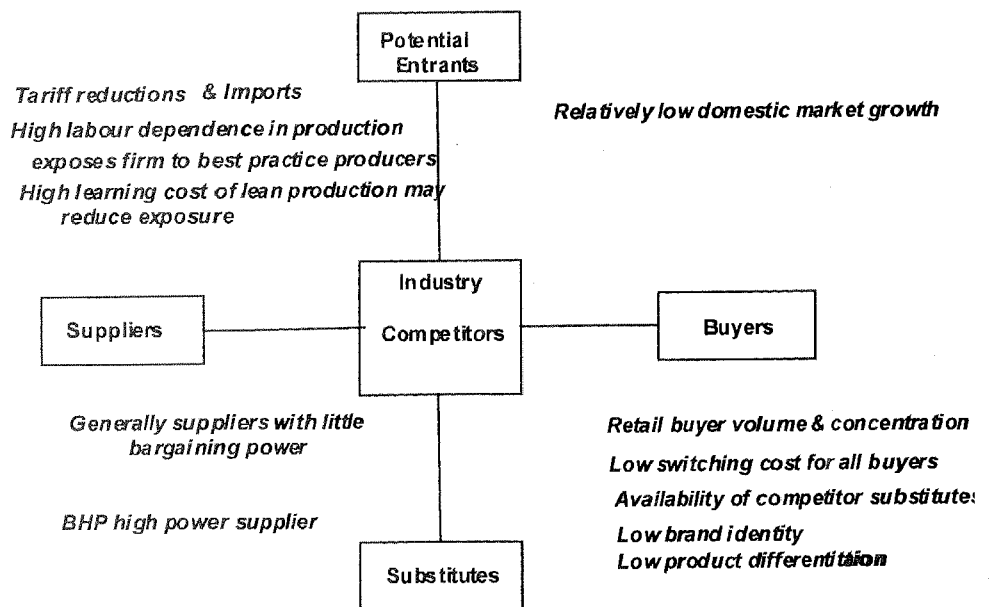 Potential
Entrants
Tariff reductions & Imports
Relatively low domestic market growth
High labour dependence in production
exposes firm to best practice producers
High learning cost of lean production may
reduce exposure
Industry
Competitors
Suppliers
Buyers
Generally suppliers with little
bargaining power
Retail buyer volume & concentration
Low switching cost for all buyers
Availability of competitor substitutes
BHP high power supplier
Low brand identity
Low product differentitaion
Substitutes